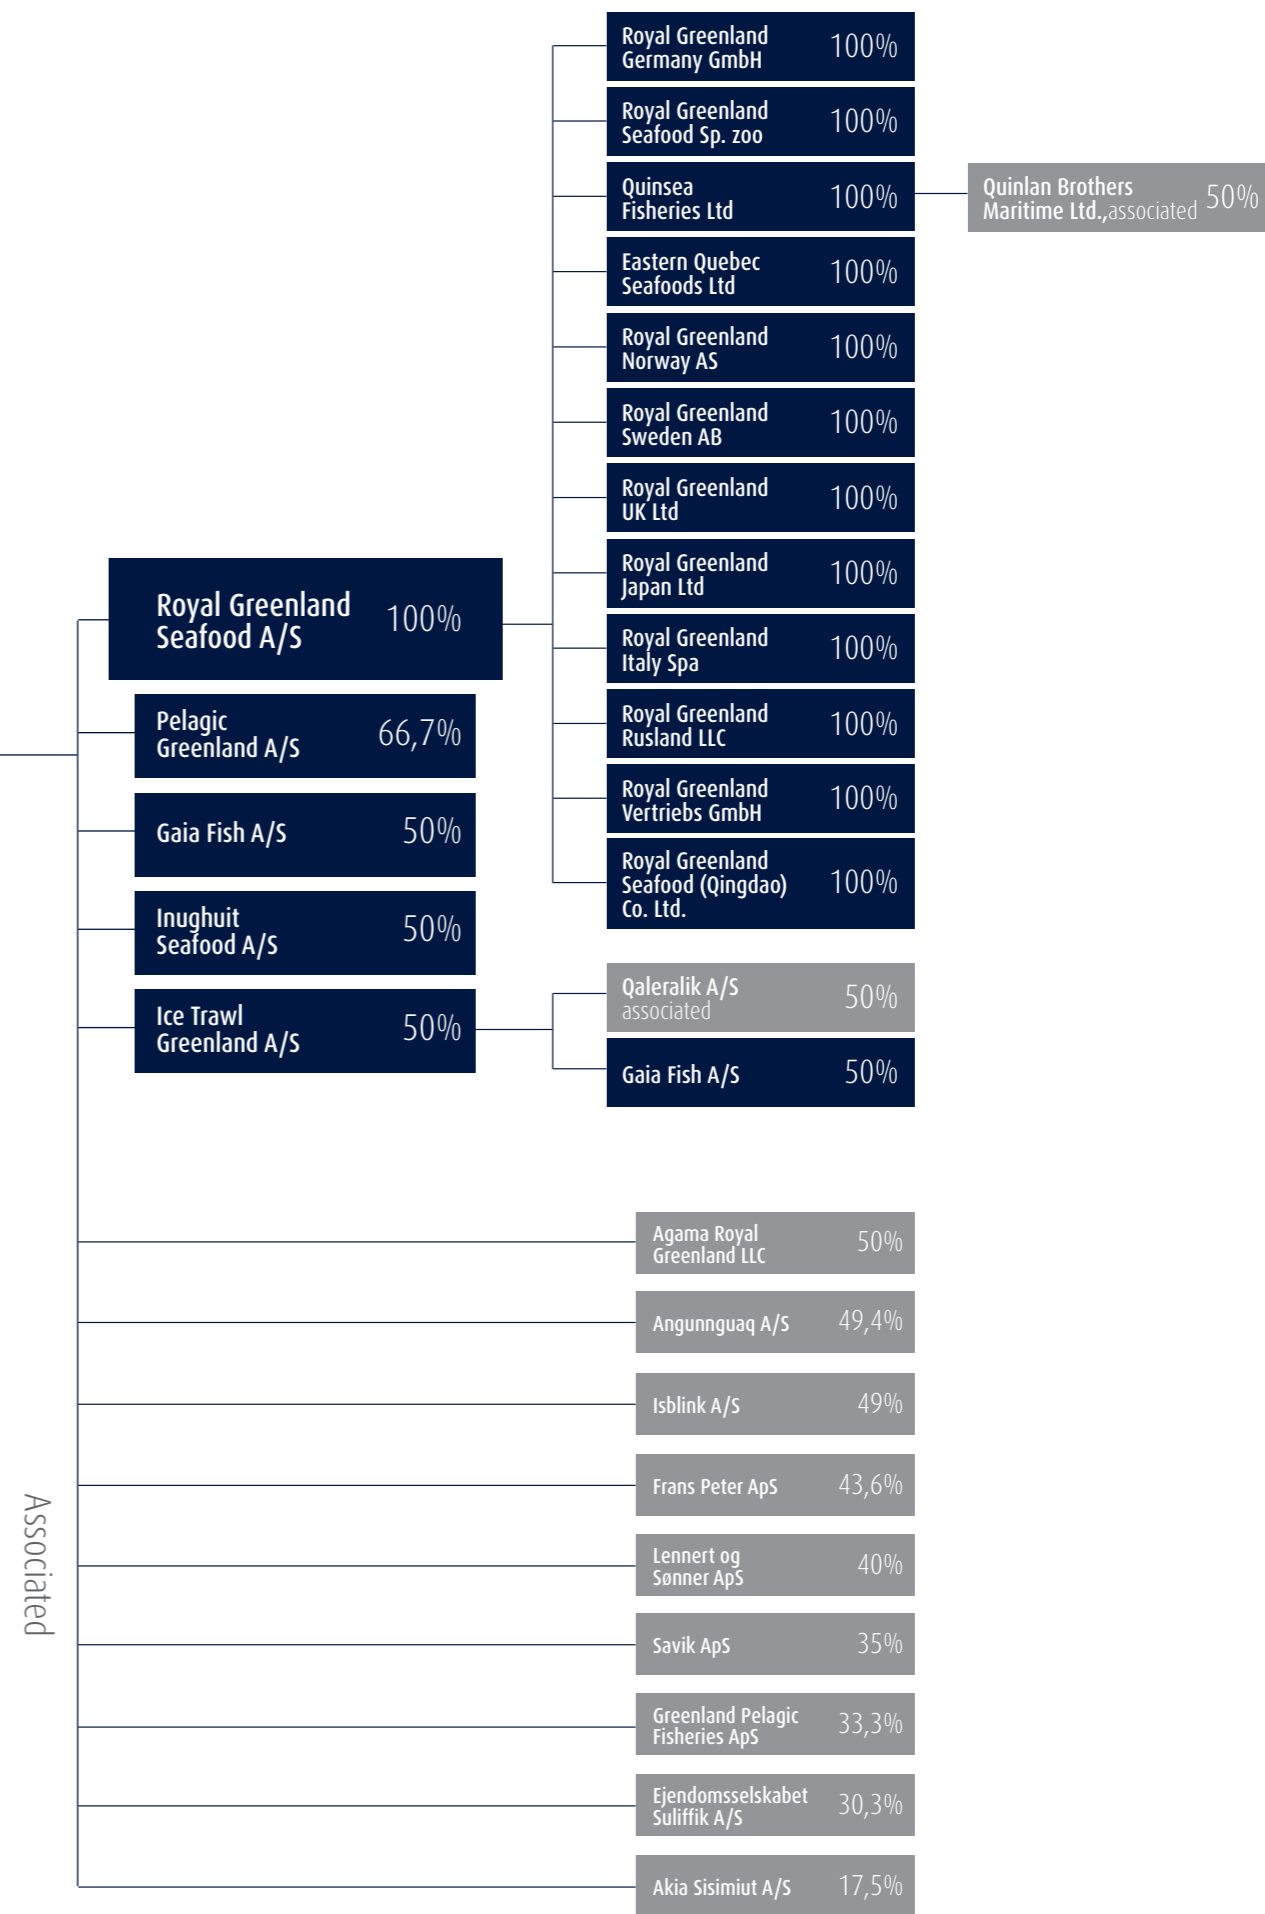 Royal Greenland
Germany GmbH
100%
Royal Greenland
Seafood Sp. zoo
100%
Quinsea
Fisheries Ltd
100%
Quinlan Brothers
Maritime Ltd.,associated
50%
Eastern Quebec
Seafoods Ltd
100%
Royal Greenland
Norway AS
100%
Royal Greenland
Sweden AB
100%
Royal Greenland
UK Ltd
100%
Royal Greenland
Japan Ltd
100%
Royal Greenland
Italy Spa
100%
Royal Greenland
Rusland LLC
100%
Royal Greenland
Vertriebs GmbH
100%
Royal Greenland
Seafood (Qingdao)
Co. Ltd.
100%
Royal Greenland
Seafood A/S
100%
Pelagic
Greenland A/S
66,7%
Gaia Fish A/S
50%
Inughuit
Seafood A/S
50%
Ice Trawl
Greenland A/S
50%
Qaleralik A/S
associated
50%
Gaia Fish A/S
50%
Associated
Agama Royal
Greenland LLC
50%
Angunnguaq A/S
49,4%
Isblink A/S
49%
Frans Peter ApS
43,6%
Lennert og
Sønner ApS
40%
Savik ApS
35%
Greenland Pelagic
Fisheries ApS
33,3%
Ejendomsselskabet
Suliffik A/S
30,3%
Akia Sisimiut A/S
17,5%